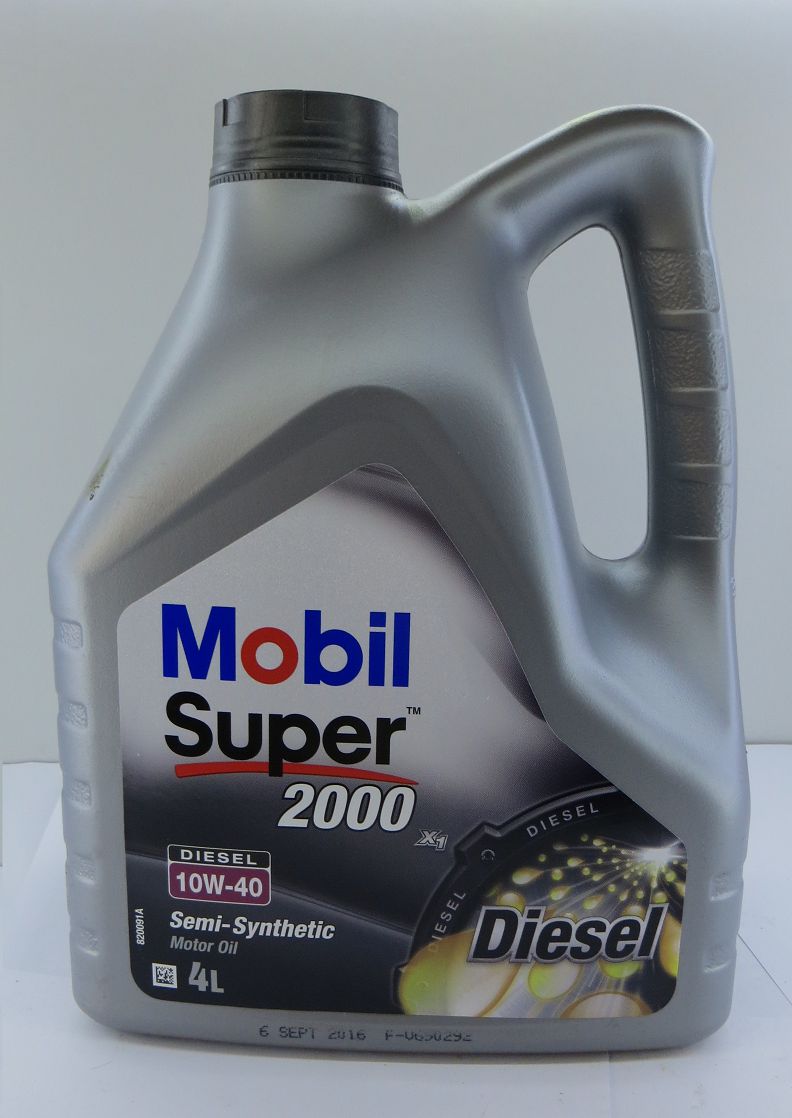 Mobil
Super™
2000
X1
DIESEL
10W-40
Semi-Synthetic
Motor Oil
4L
820091A
DIESEL
DIESEL
Diesel
6 SEPT 2016